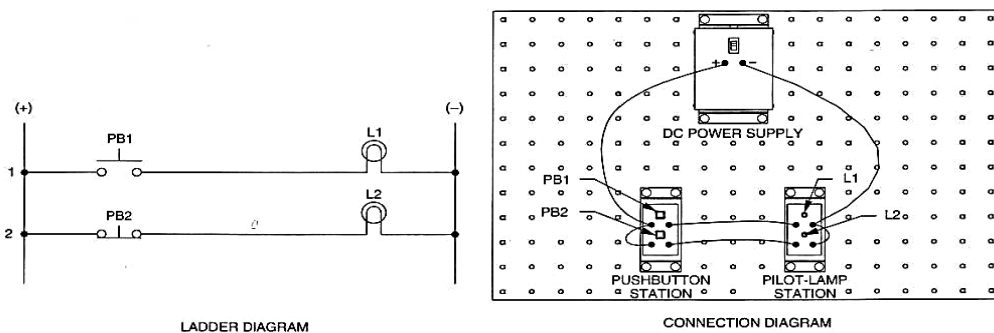 (+)
(–)
PB1
L1
1
PB2
L2
2
LADDER DIAGRAM
+
–
DC POWER SUPPLY
PB1
PB2
L1
L2
PUSHBUTTON
STATION
PILOT-LAMP
STATION
CONNECTION DIAGRAM